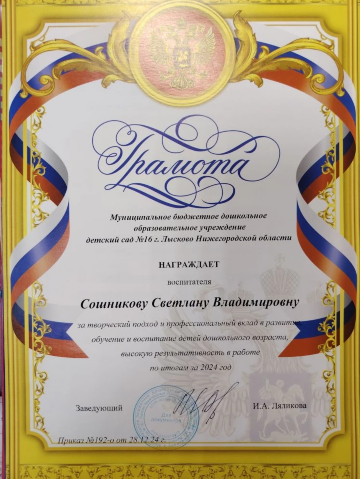 Грамота
Муниципальное бюджетное дошкольное
образовательное учреждение
детский сад №16 г. Лысково Нижегородской области
НАГРАЖДАЕТ
воспитателя
Сошникову Светлану Владимировну
за творческий подход и профессиональный вклад в развитие,
обучение и воспитание детей дошкольного возраста,
высокую результативность в работе
по итогам за 2024 год
Заведующий И.А. Лялякова
Приказ №192-о от 28.12.24 г.